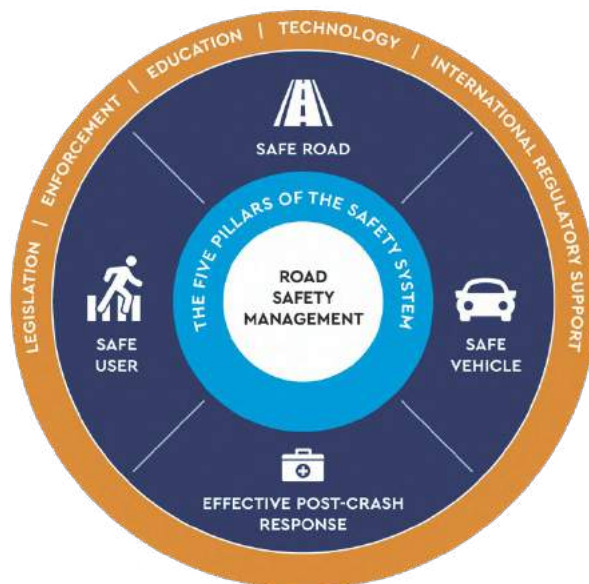 LEGISLATION | ENFORCEMENT | EDUCATION | TECHNOLOGY | INTERNATIONAL REGULATORY SUPPORT
SAFE ROAD
THE FIVE PILLARS OF THE SAFETY SYSTEM
ROAD
SAFETY
MANAGEMENT
SAFE
USER
SAFE
VEHICLE
EFFECTIVE POST-CRASH
RESPONSE